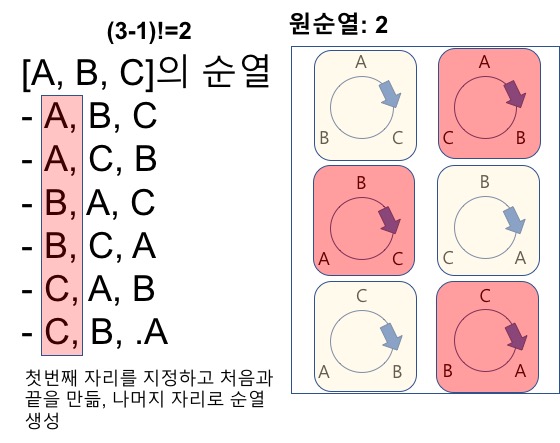 (3-1)!=2
[A, B, C]의 순열
- A, B, C
- A, C, B
- B, A, C
- B, C, A
- C, A, B
- C, B, .A
첫번째 자리를 지정하고 처음과
끝을 만듦, 나머지 자리로 순열
생성
원순열: 2
A
B C
A
C B
B
A C
B
C A
C
A B
C
B A